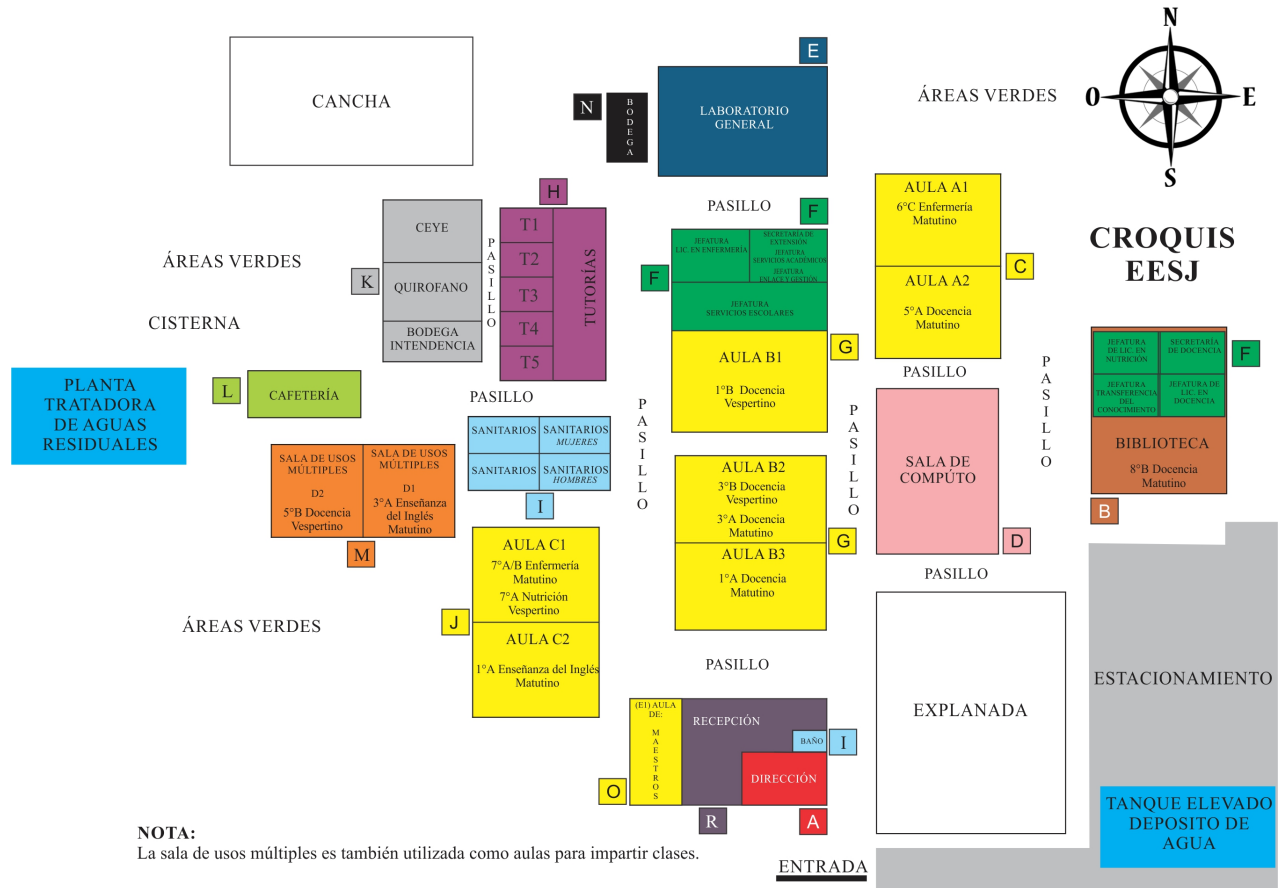 N
O
E
S
CROQUIS
EESJ
CANCHA
E
N
BODEGA
LABORATORIO
GENERAL
ÁREAS VERDES
H
T1
T2
T3
T4
T5
TUTORÍAS
PASILLO
CEYE
QUIROFANO
BODEGA
INTENDENCIA
K
ÁREAS VERDES
CISTERNA
PASILLO
F
F
JEFATURA
LIC. EN ENFERMERÍA
SECRETARÍA DE
EXTENSIÓN
JEFATURA
SERVICIOS ACADÉMICOS
JEFATURA
ENLACE Y GESTIÓN
JEFATURA
SERVICIOS ESCOLARES
AULA B1
1°B Docencia
Vespertino
G
AULA A1
6°C Enfermería
Matutino
AULA A2
5°A Docencia
Matutino
C
PASILLO
PASILLO
JEFATURA
DE LIC. EN
NUTRICIÓN
SECRETARIA
DE DOCENCIA
JEFATURA
TRANSFERENCIA
DEL
CONOCIMIENTO
JEFATURA DE
LIC. EN
DOCENCIA
F
BIBLIOTECA
8°B Docencia
Matutino
B
PLANTA
TRATADORA
DE AGUAS
RESIDUALES
L
CAFETERÍA
PASILLO
SANITARIOS
SANITARIOS
MUJERES
SANITARIOS
SANITARIOS
HOMBRES
I
PASILLO
PASILLO
SALA DE
COMPÚTO
D
SALA DE USOS
MÚLTIPLES
D2
5°B Docencia
Vespertino
SALA DE USOS
MÚLTIPLES
D1
3°A Enseñanza
del Inglés
Matutino
M
AULA B2
3°B Docencia
Vespertino
3°A Docencia
Matutino
G
AULA B3
1°A Docencia
Matutino
AULA C1
7°A/B Enfermería
Matutino
7°A Nutrición
Vespertino
J
AULA C2
1°A Enseñanza del Inglés
Matutino
ÁREAS VERDES
PASILLO
PASILLO
EXPLANADA
ESTACIONAMIENTO
(E1) AULA
DE:
MAESTROS
RECEPCIÓN
BAÑO
I
DIRECCIÓN
O
R
A
TANQUE ELEVADO
DEPOSITO DE
AGUA
NOTA:
La sala de usos múltiples es también utilizada como aulas para impartir clases.
ENTRADA